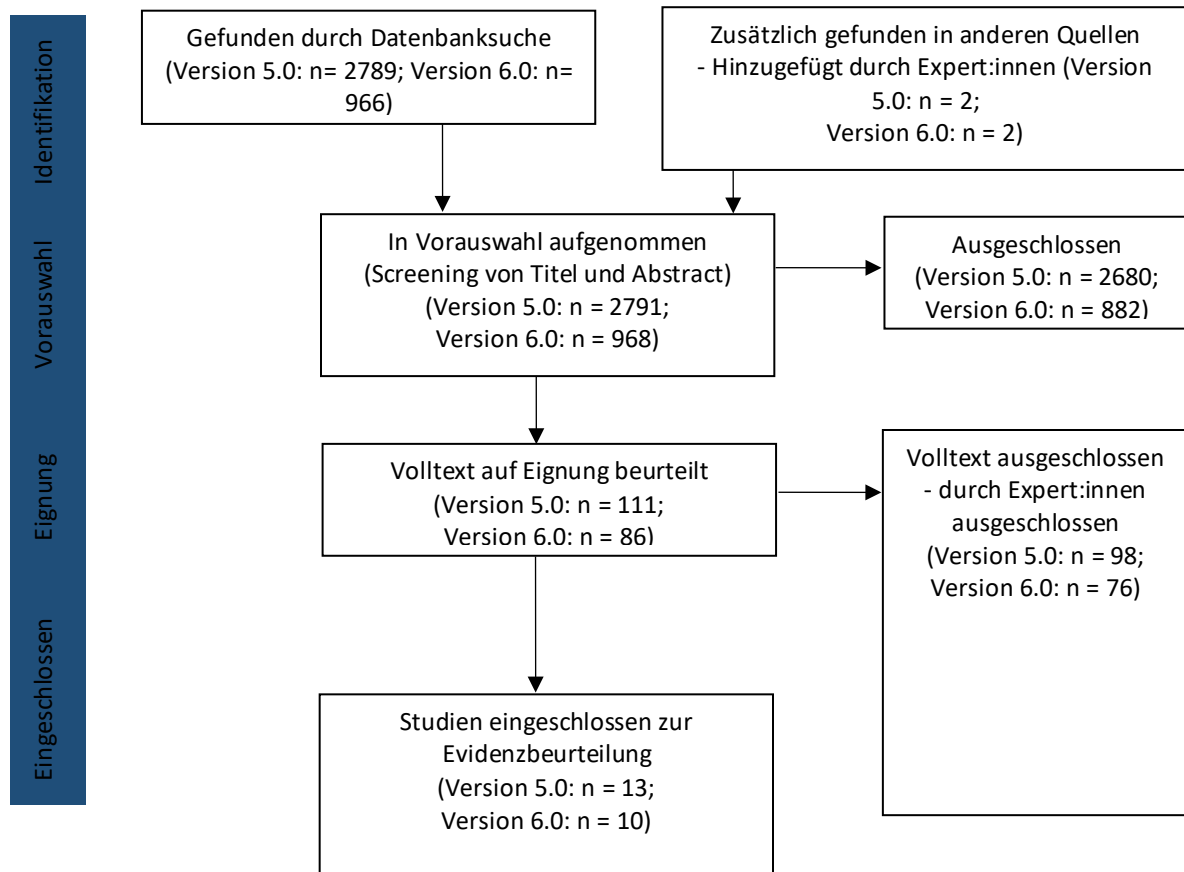 Identifikation
Gefunden durch Datenbanksuche
(Version 5.0: n= 2789; Version 6.0: n=
966)
Zusätzlich gefunden in anderen Quellen
- Hinzugefügt durch Expert:innen (Version
5.0: n = 2;
Version 6.0: n = 2)
Vorauswahl
In Vorauswahl aufgenommen
(Screening von Titel und Abstract)
(Version 5.0: n = 2791;
Version 6.0: n = 968)
Ausgeschlossen
(Version 5.0: n = 2680;
Version 6.0: n = 882)
Eignung
Volltext auf Eignung beurteilt
(Version 5.0: n = 111;
Version 6.0: n = 86)
Volltext ausgeschlossen
- durch Expert:innen
ausgeschlossen
(Version 5.0: n = 98;
Version 6.0: n = 76)
Eingeschlossen
Studien eingeschlossen zur
Evidenzbeurteilung
(Version 5.0: n = 13;
Version 6.0: n = 10)